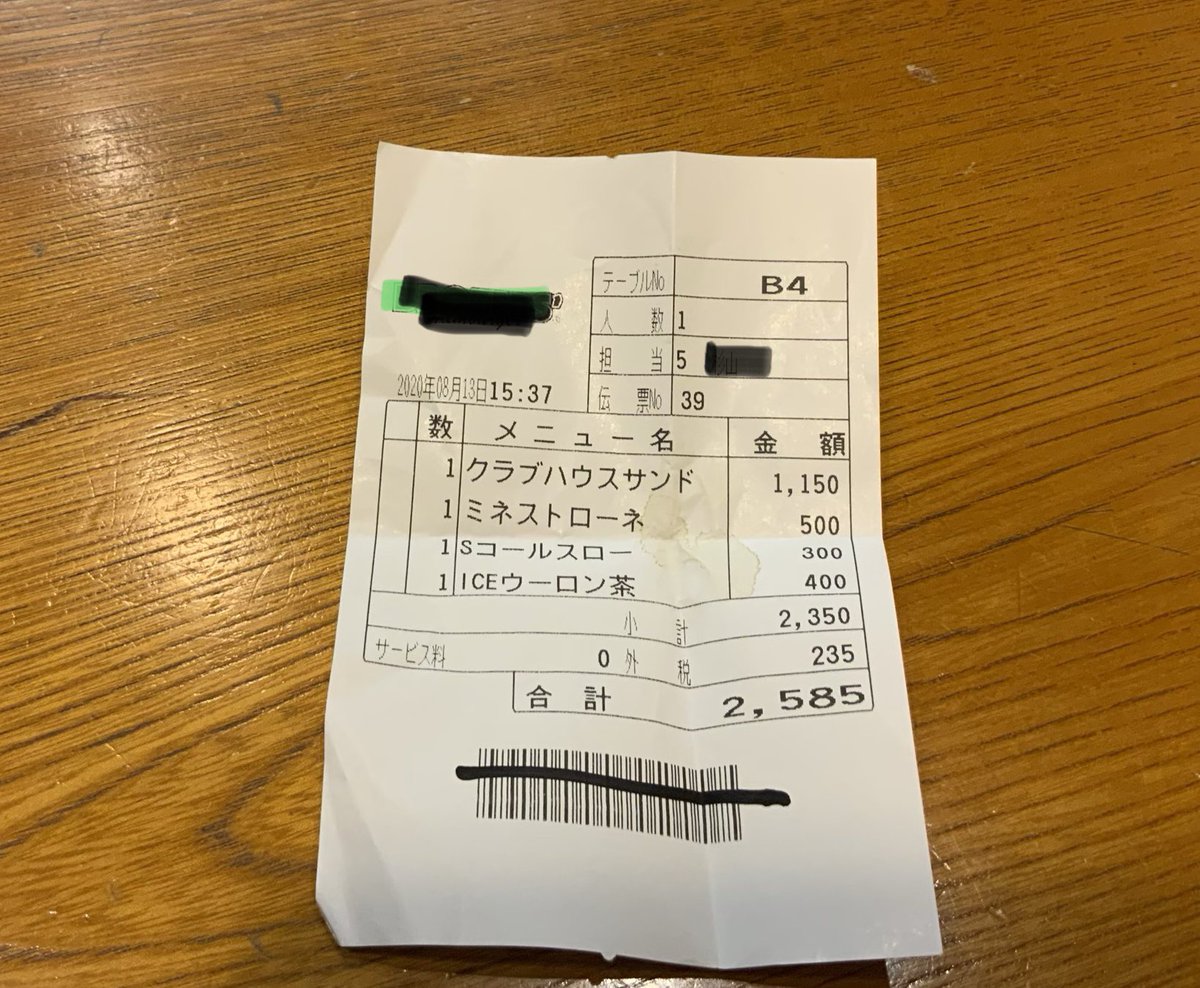 テーブルNo B4
人数 1
担当 5
2020年08月13日15:37
伝票No 39
数 メニュー名 金額
1 クラブハウスサンド 1,150
1 ミネストローネ 500
1 Sコールスロー 300
1 ICEウーロン茶 400
小計 2,350
サービス料 0 外税 235
合計 2,585